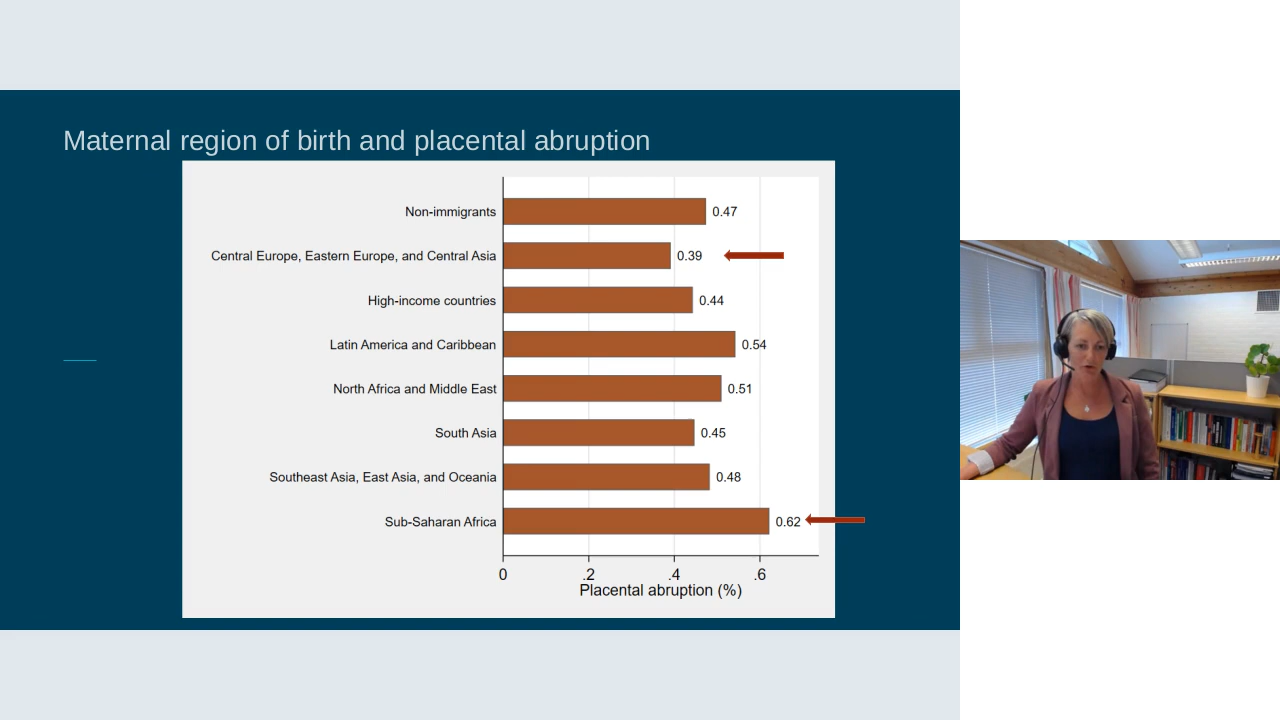 Maternal region of birth and placental abruption
Non-immigrants 0.47
Central Europe, Eastern Europe, and Central Asia 0.39
High-income countries 0.44
Latin America and Caribbean 0.54
North Africa and Middle East 0.51
South Asia 0.45
Southeast Asia, East Asia, and Oceania 0.48
Sub-Saharan Africa 0.62
0 .2 .4 .6
Placental abruption (%)